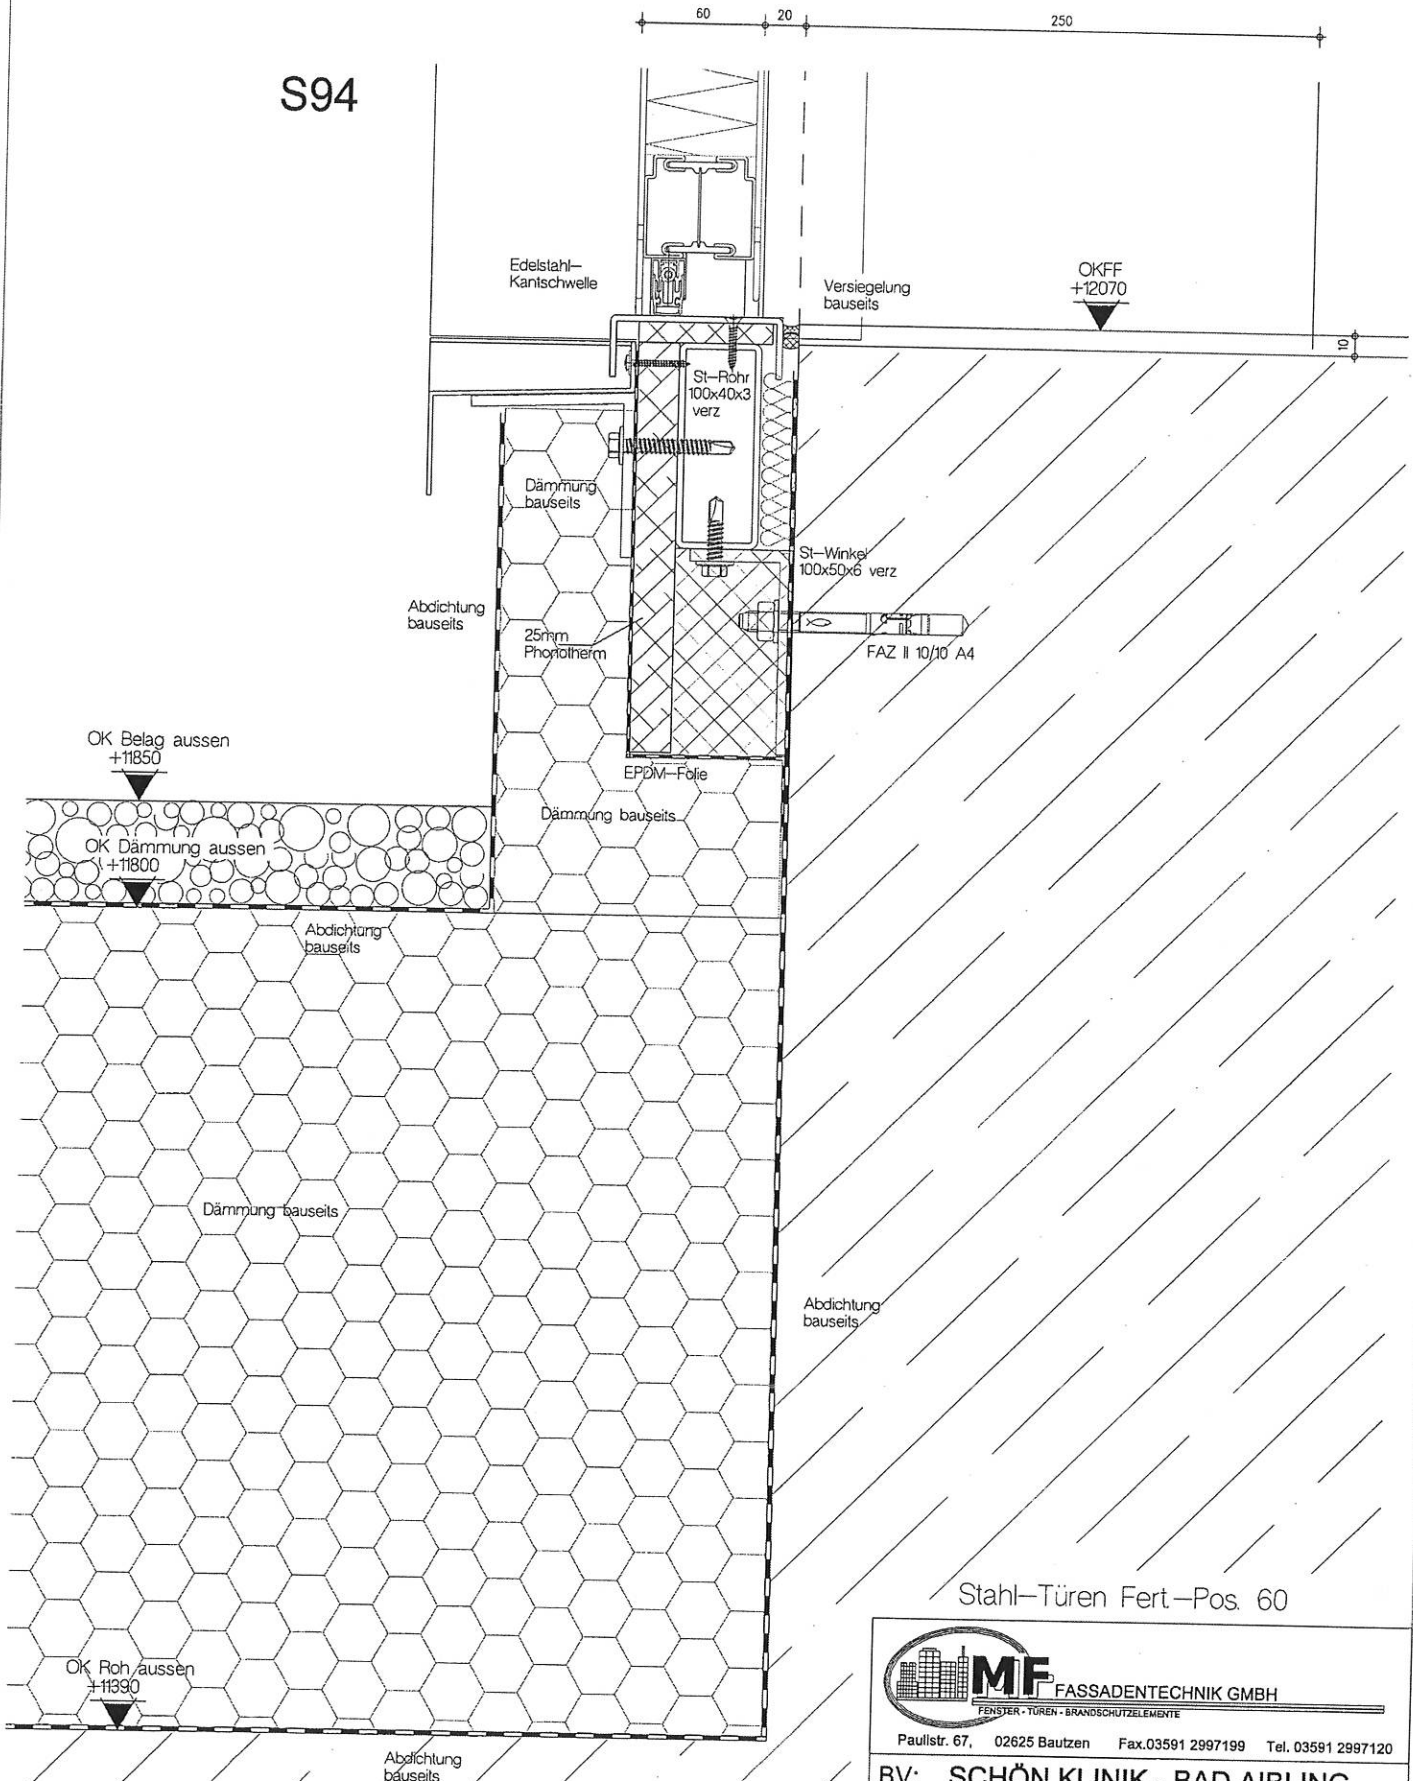 60
20
250
S94
Edelstahl-
Kantschwelle
Versiegelung
bauseits
OKFF
+12070
10
St-Rohr
100x40x3
verz
Dämmung
bauseits
St-Winkel
100x50x6 verz
Abdichtung
bauseits
25mm
Phonotherm
FAZ II 10/10 A4
OK Belag aussen
+11850
EPDM-Folie
Dämmung bauseits
OK Dämmung aussen
+11800
Abdichtung
bauseits
Dämmung bauseits
Abdichtung
bauseits
Stahl-Türen Fert-Pos. 60
OK Roh aussen
+11390
MF FASSADENTECHNIK GMBH
FENSTER - TÜREN - BRANDSCHUTZELEMENTE
Paulistr. 67, 02625 Bautzen Fax.03591 2997199 Tel. 03591 2997120
Abdichtung
bauseits
BV: SCHÖN KLINIK - BAD AIBLING